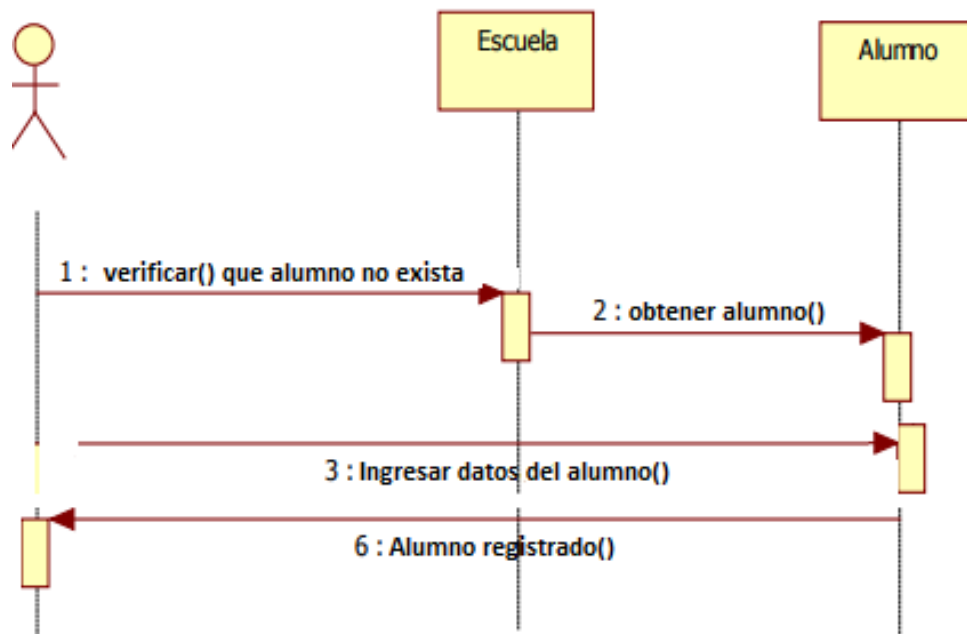 Escuela
Alumno
1 : verificar() que alumno no exista
2 : obtener alumno()
3 : Ingresar datos del alumno()
6 : Alumno registrado()